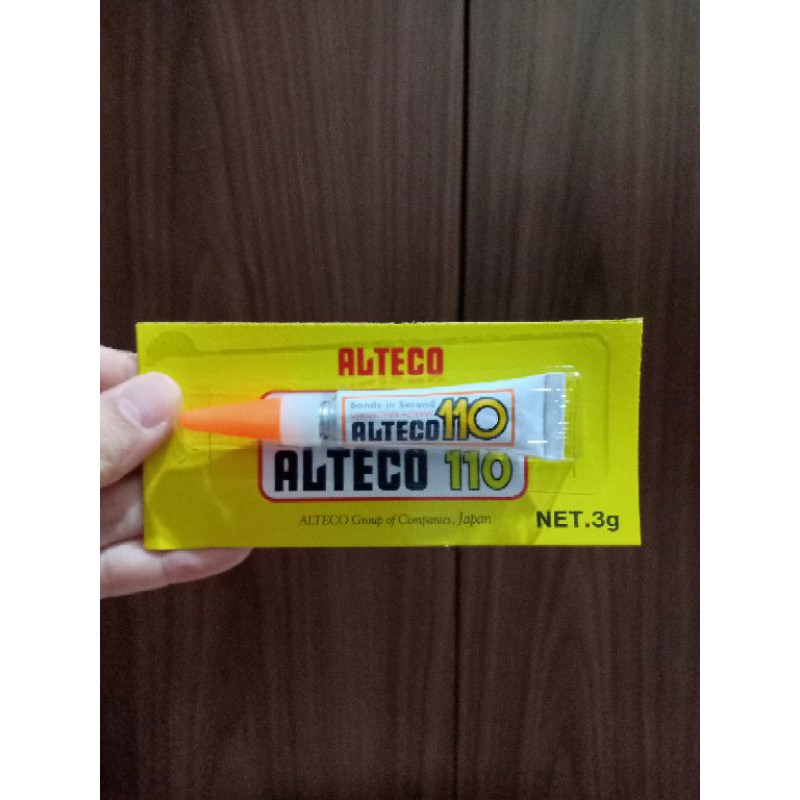 ALTECO
Bonds in Second
ALTECO 110
ALTECO 110
ALTECO Group of Companies, Japan
NET.3g